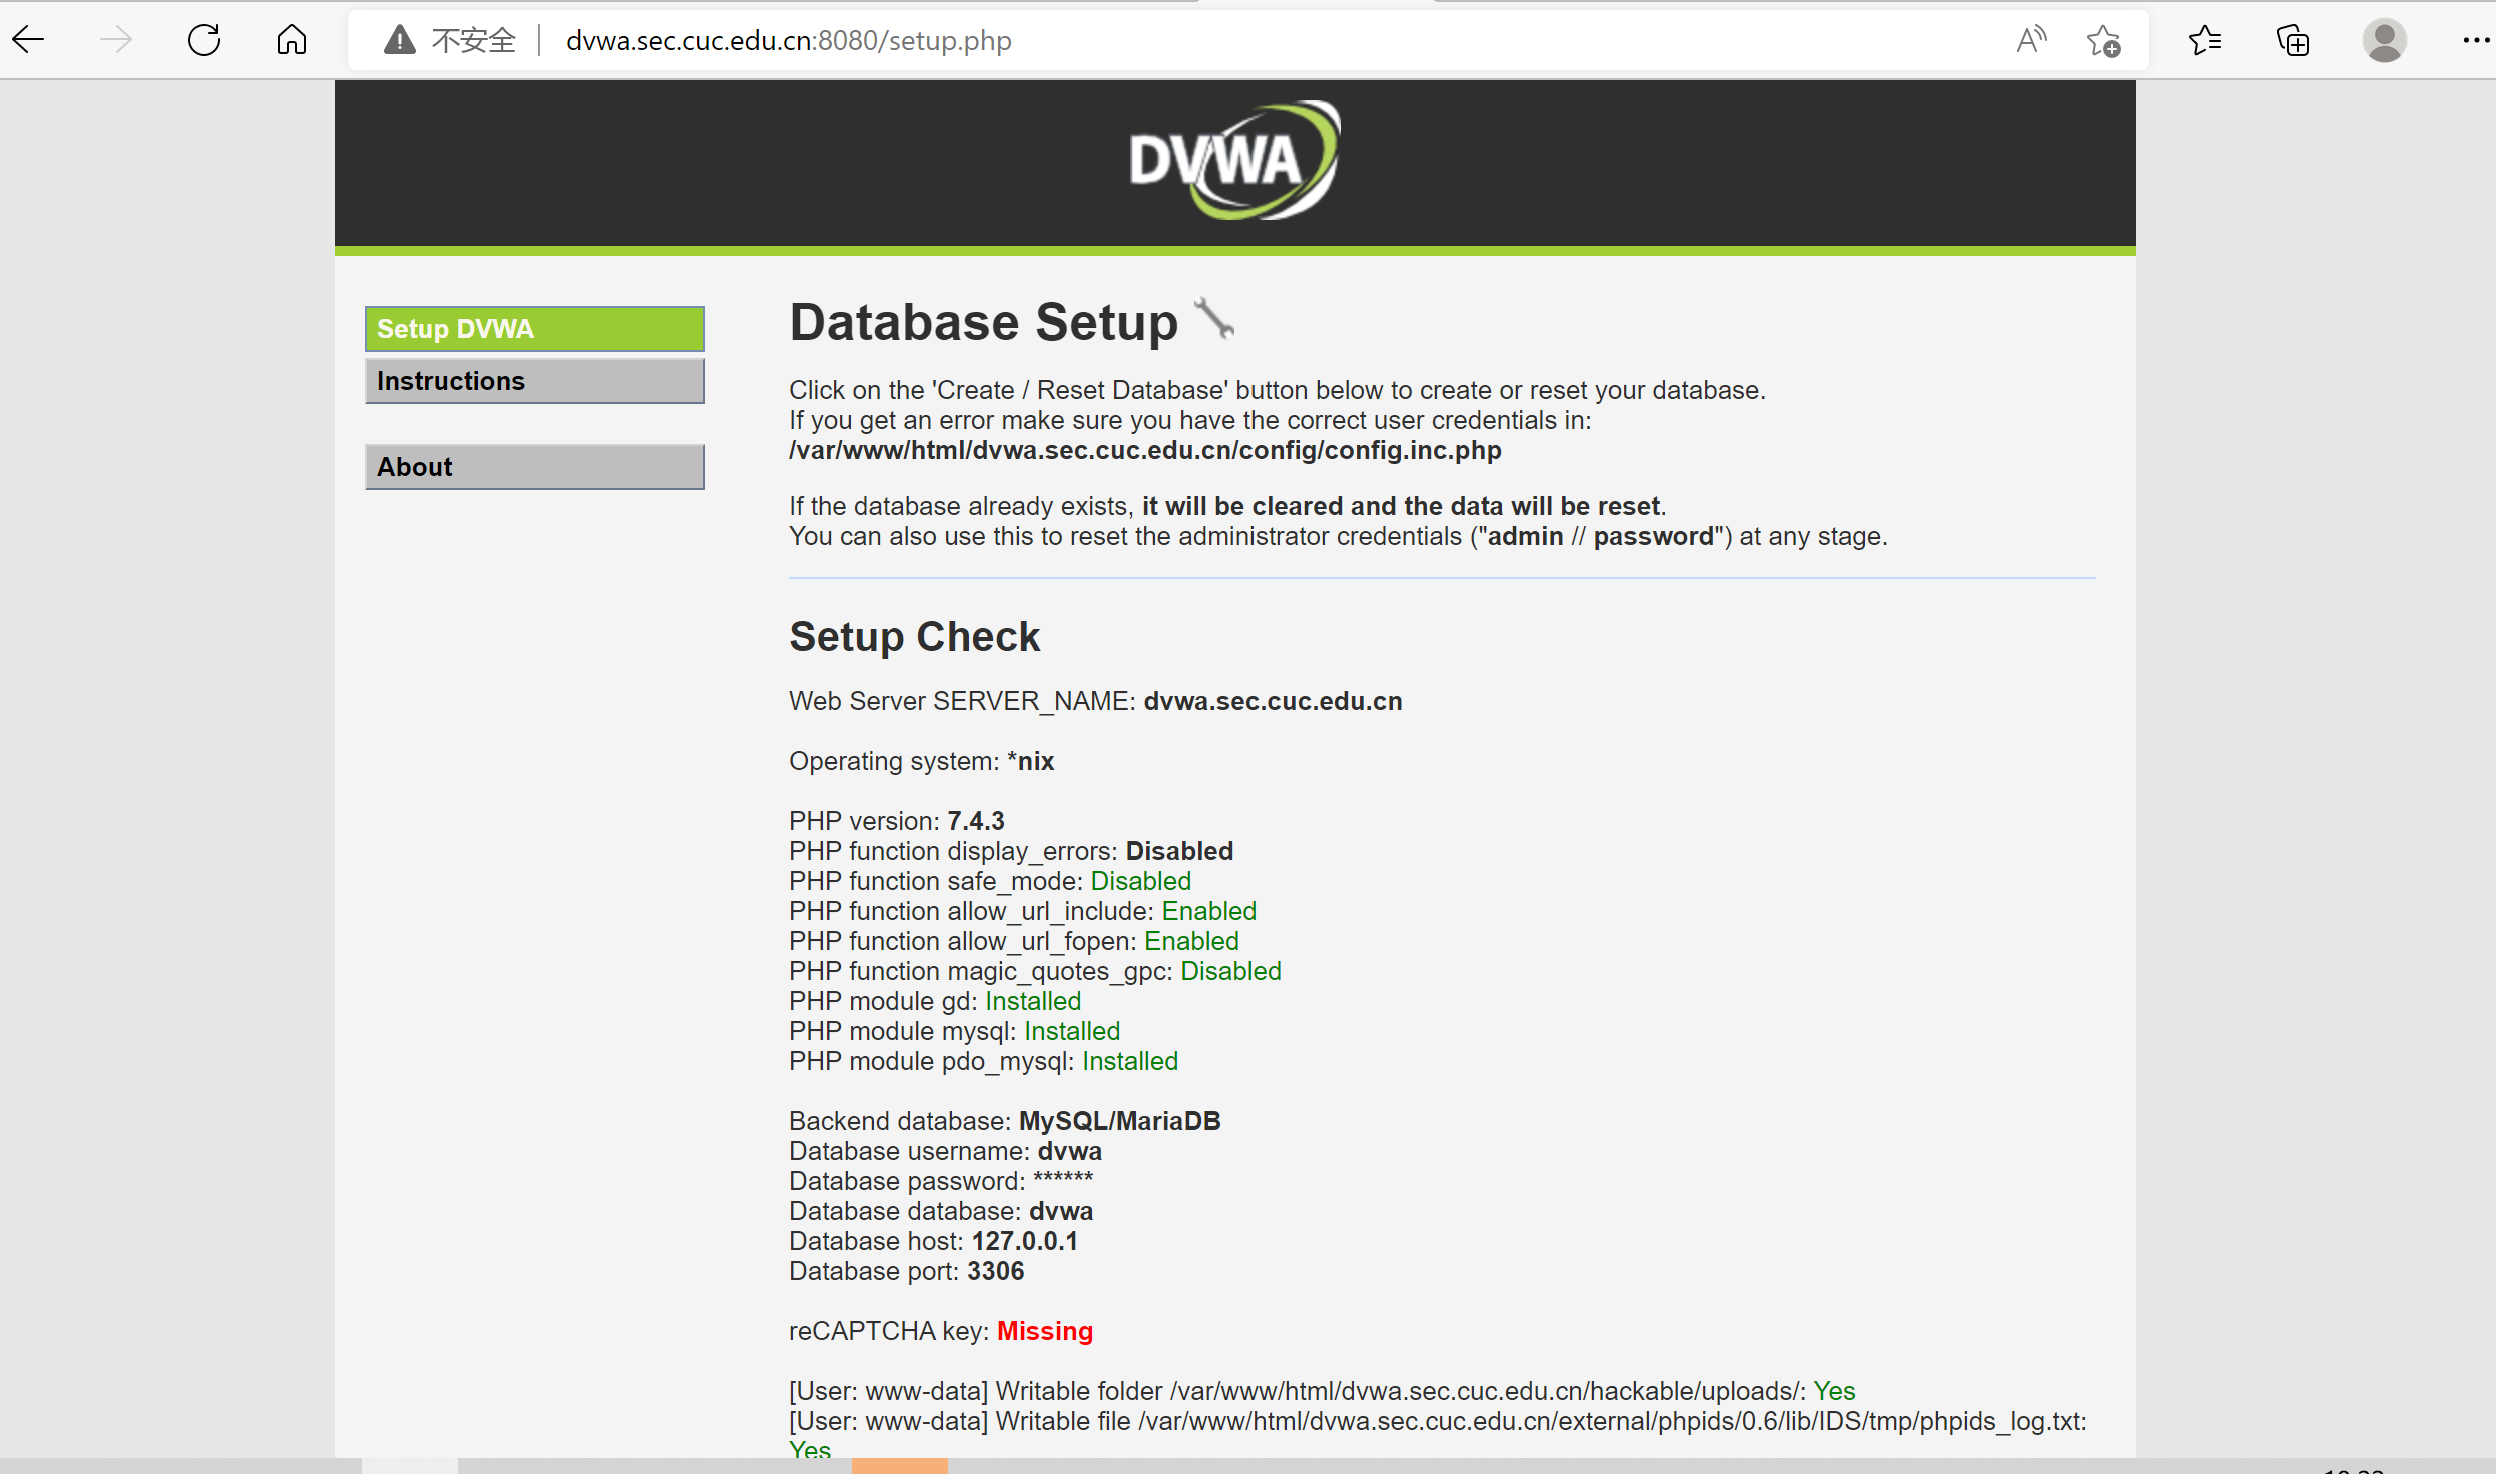 不安全 dvwa.sec.cuc.edu.cn:8080/setup.php
DVWA
Setup DVWA
Instructions
About
Database Setup
Click on the 'Create / Reset Database' button below to create or reset your database.
If you get an error make sure you have the correct user credentials in:
/var/www/html/dvwa.sec.cuc.edu.cn/config/config.inc.php
If the database already exists, it will be cleared and the data will be reset.
You can also use this to reset the administrator credentials ("admin // password") at any stage.
Setup Check
Web Server SERVER_NAME: dvwa.sec.cuc.edu.cn
Operating system: *nix
PHP version: 7.4.3
PHP function display_errors: Disabled
PHP function safe_mode: Disabled
PHP function allow_url_include: Enabled
PHP function allow_url_fopen: Enabled
PHP function magic_quotes_gpc: Disabled
PHP module gd: Installed
PHP module mysql: Installed
PHP module pdo_mysql: Installed
Backend database: MySQL/MariaDB
Database username: dvwa
Database password: ******
Database database: dvwa
Database host: 127.0.0.1
Database port: 3306
reCAPTCHA key: Missing
[User: www-data] Writable folder /var/www/html/dvwa.sec.cuc.edu.cn/hackable/uploads/: Yes
[User: www-data] Writable file /var/www/html/dvwa.sec.cuc.edu.cn/external/phpids/0.6/lib/IDS/tmp/phpids_log.txt:
Yes